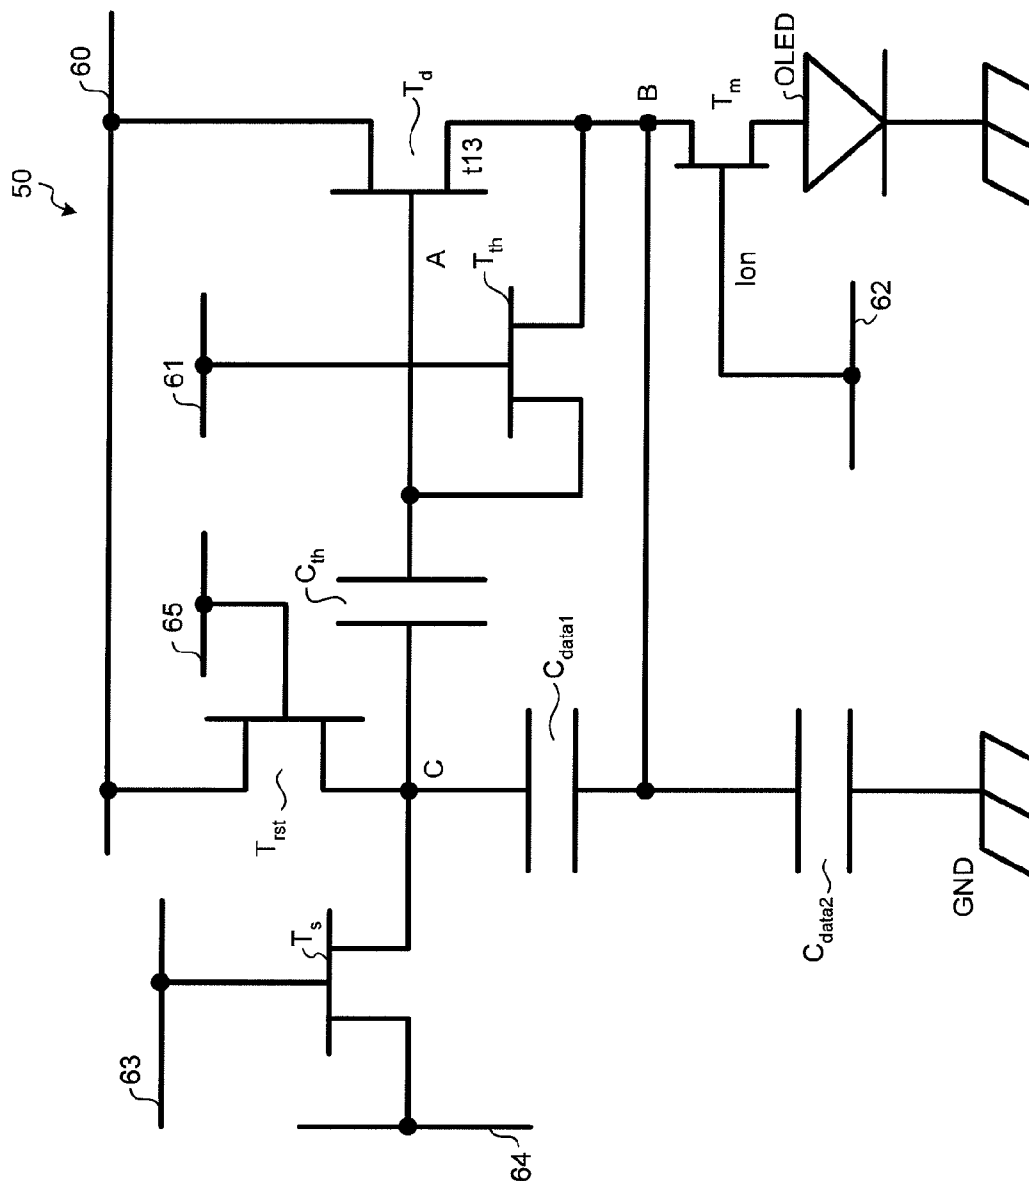 50
60
63
65
61
T_rst
T_s
C_th
T_d
C
A
t13
T_th
64
C_data1
B
T_m
Ion
OLED
C_data2
62
GND